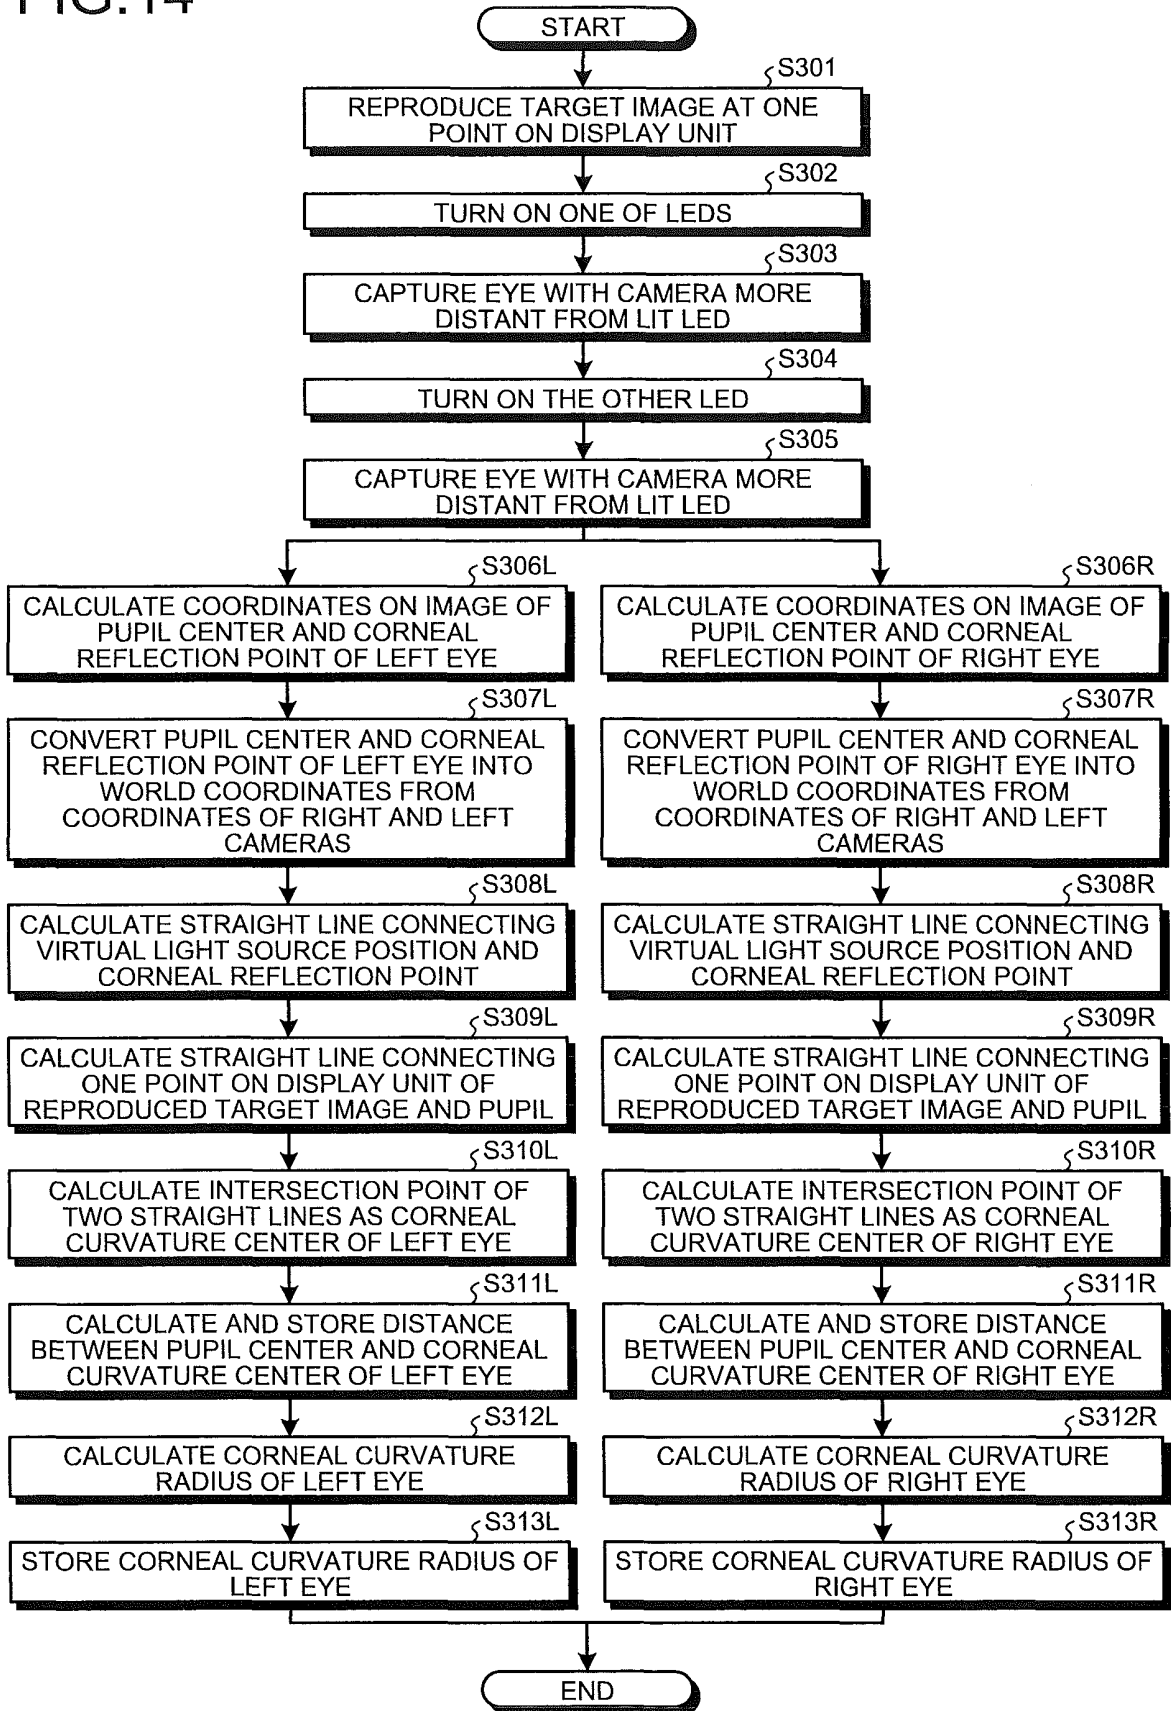 FIG.14
START
S301
REPRODUCE TARGET IMAGE AT ONE
POINT ON DISPLAY UNIT
S302
TURN ON ONE OF LEDS
S303
CAPTURE EYE WITH CAMERA MORE
DISTANT FROM LIT LED
S304
TURN ON THE OTHER LED
S305
CAPTURE EYE WITH CAMERA MORE
DISTANT FROM LIT LED
S306L
CALCULATE COORDINATES ON IMAGE OF
PUPIL CENTER AND CORNEAL
REFLECTION POINT OF LEFT EYE
S307L
CONVERT PUPIL CENTER AND CORNEAL
REFLECTION POINT OF LEFT EYE INTO
WORLD COORDINATES FROM
COORDINATES OF RIGHT AND LEFT
CAMERAS
S308L
CALCULATE STRAIGHT LINE CONNECTING
VIRTUAL LIGHT SOURCE POSITION AND
CORNEAL REFLECTION POINT
S309L
CALCULATE STRAIGHT LINE CONNECTING
ONE POINT ON DISPLAY UNIT OF
REPRODUCED TARGET IMAGE AND PUPIL
S310L
CALCULATE INTERSECTION POINT OF
TWO STRAIGHT LINES AS CORNEAL
CURVATURE CENTER OF LEFT EYE
S311L
CALCULATE AND STORE DISTANCE
BETWEEN PUPIL CENTER AND CORNEAL
CURVATURE CENTER OF LEFT EYE
S312L
CALCULATE CORNEAL CURVATURE
RADIUS OF LEFT EYE
S313L
STORE CORNEAL CURVATURE RADIUS OF
LEFT EYE
S306R
CALCULATE COORDINATES ON IMAGE OF
PUPIL CENTER AND CORNEAL
REFLECTION POINT OF RIGHT EYE
S307R
CONVERT PUPIL CENTER AND CORNEAL
REFLECTION POINT OF RIGHT EYE INTO
WORLD COORDINATES FROM
COORDINATES OF RIGHT AND LEFT
CAMERAS
S308R
CALCULATE STRAIGHT LINE CONNECTING
VIRTUAL LIGHT SOURCE POSITION AND
CORNEAL REFLECTION POINT
S309R
CALCULATE STRAIGHT LINE CONNECTING
ONE POINT ON DISPLAY UNIT OF
REPRODUCED TARGET IMAGE AND PUPIL
S310R
CALCULATE INTERSECTION POINT OF
TWO STRAIGHT LINES AS CORNEAL
CURVATURE CENTER OF RIGHT EYE
S311R
CALCULATE AND STORE DISTANCE
BETWEEN PUPIL CENTER AND CORNEAL
CURVATURE CENTER OF RIGHT EYE
S312R
CALCULATE CORNEAL CURVATURE
RADIUS OF RIGHT EYE
S313R
STORE CORNEAL CURVATURE RADIUS OF
RIGHT EYE
END